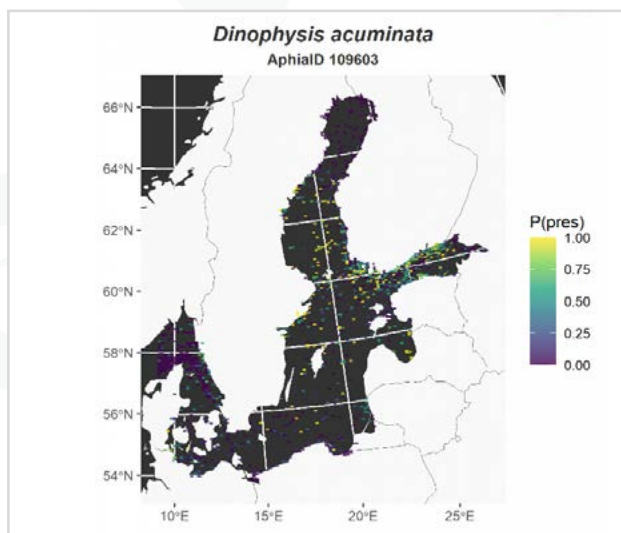 Dinophysis acuminata
AphiaID 109603
66°N
64°N
62°N
60°N
58°N
56°N
54°N
10°E
15°E
20°E
25°E
P(pres)
1.00
0.75
0.50
0.25
0.00